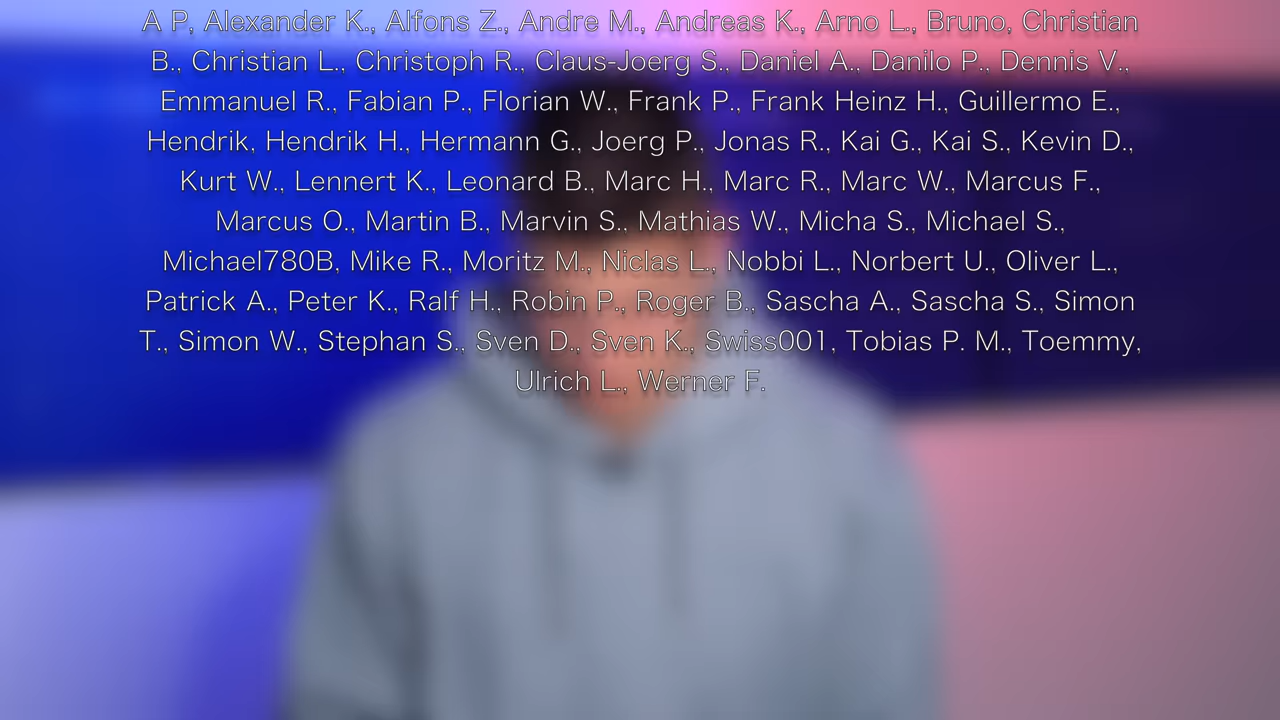 A P, Alexander K., Alfons Z., Andre M., Andreas K., Arno L., Bruno, Christian
B., Christian L., Christoph R., Claus-Joerg S., Daniel A., Danilo P., Dennis V.,
Emmanuel R., Fabian P., Florian W., Frank P., Frank Heinz H., Guillermo E.,
Hendrik, Hendrik H., Hermann G., Joerg P., Jonas R., Kai G., Kai S., Kevin D.,
Kurt W., Lennert K., Leonard B., Marc H., Marc R., Marc W., Marcus F.,
Marcus O., Martin B., Marvin S., Mathias W., Micha S., Michael S.,
Michael780B, Mike R., Moritz M., Niclas L., Nobbi L., Norbert U., Oliver L.,
Patrick A., Peter K., Ralf H., Robin P., Roger B., Sascha A., Sascha S., Simon
T., Simon W., Stephan S., Sven D., Sven K., Swiss001, Tobias P. M., Toemmy,
Ulrich L., Werner F.